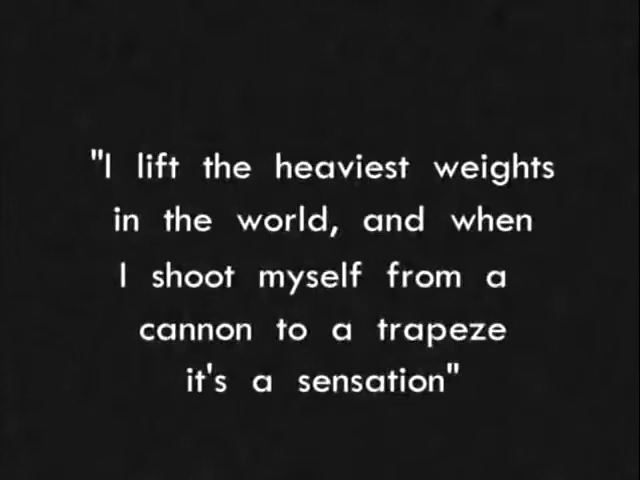 "I lift the heaviest weights
in the world, and when
I shoot myself from a
cannon to a trapeze
it's a sensation"